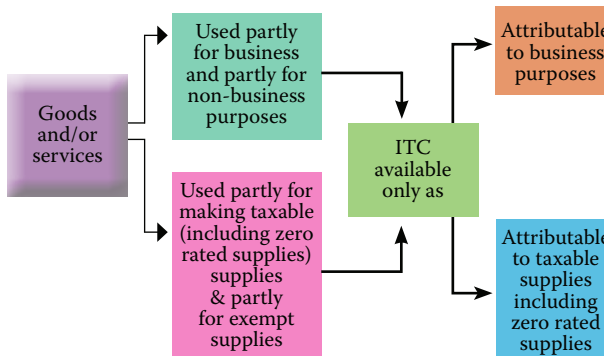 Goods
and/or
services
Used partly
for business
and partly for
non-business
purposes
Used partly for
making taxable
(including zero
rated supplies)
supplies
& partly
for exempt
supplies
ITC
available
only as
Attributable
to business
purposes
Attributable
to taxable
supplies
including
zero rated
supplies